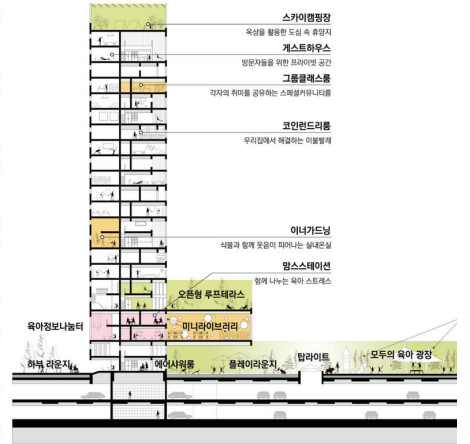 스카이캠핑장
옥상을 활용한 도심 속 휴양지
게스트하우스
방문자들을 위한 프라이빗 공간
그룹클래스룸
각자의 취미를 공유하는 스페셜커뮤니티룸
코인런드리룸
우리집에서 해결하는 이불빨래
이너가드닝
식물과 함께 웃음이 피어나는 실내온실
맘스스테이션
함께 나누는 육아 스트레스
오픈형 루프테라스
육아정보나눔터
미니라이브러리
하부 라운지
에어샤워룸
플레이라운지
탑라이트
모두의 육아 광장